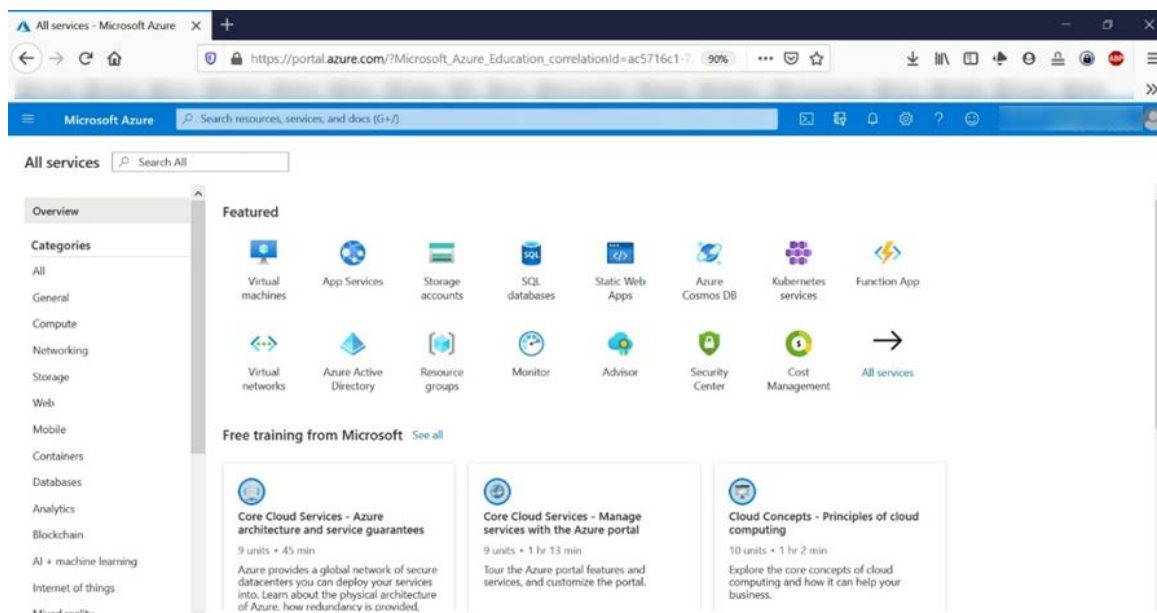 All services - Microsoft Azure
https://portal.azure.com/?Microsoft_Azure_Education_correlationId=ac5716c1-7
90%
ABP
Microsoft Azure
Search resources, services, and docs (G+/)
All services
Search All
Overview
Categories
All
General
Compute
Networking
Storage
Web
Mobile
Containers
Databases
Analytics
Blockchain
AI + machine learning
Internet of things
Mixed reality
Featured
Virtual
machines
App Services
Storage
accounts
SQL
SQL
databases
Static Web
Apps
Azure
Cosmos DB
Kubernetes
services
Function App
Virtual
networks
Azure Active
Directory
Resource
groups
Monitor
Advisor
Security
Center
Cost
Management
All services
Free training from Microsoft See all
Core Cloud Services - Azure
architecture and service guarantees
9 units • 45 min
Azure provides a global network of secure
datacenters you can deploy your services
into. Learn about the physical architecture
of Azure, how redundancy is provided,
Core Cloud Services - Manage
services with the Azure portal
9 units • 1 hr 13 min
Tour the Azure portal features and
services, and customize the portal.
Cloud Concepts - Principles of cloud
computing
10 units • 1 hr 2 min
Explore the core concepts of cloud
computing and how it can help your
business.